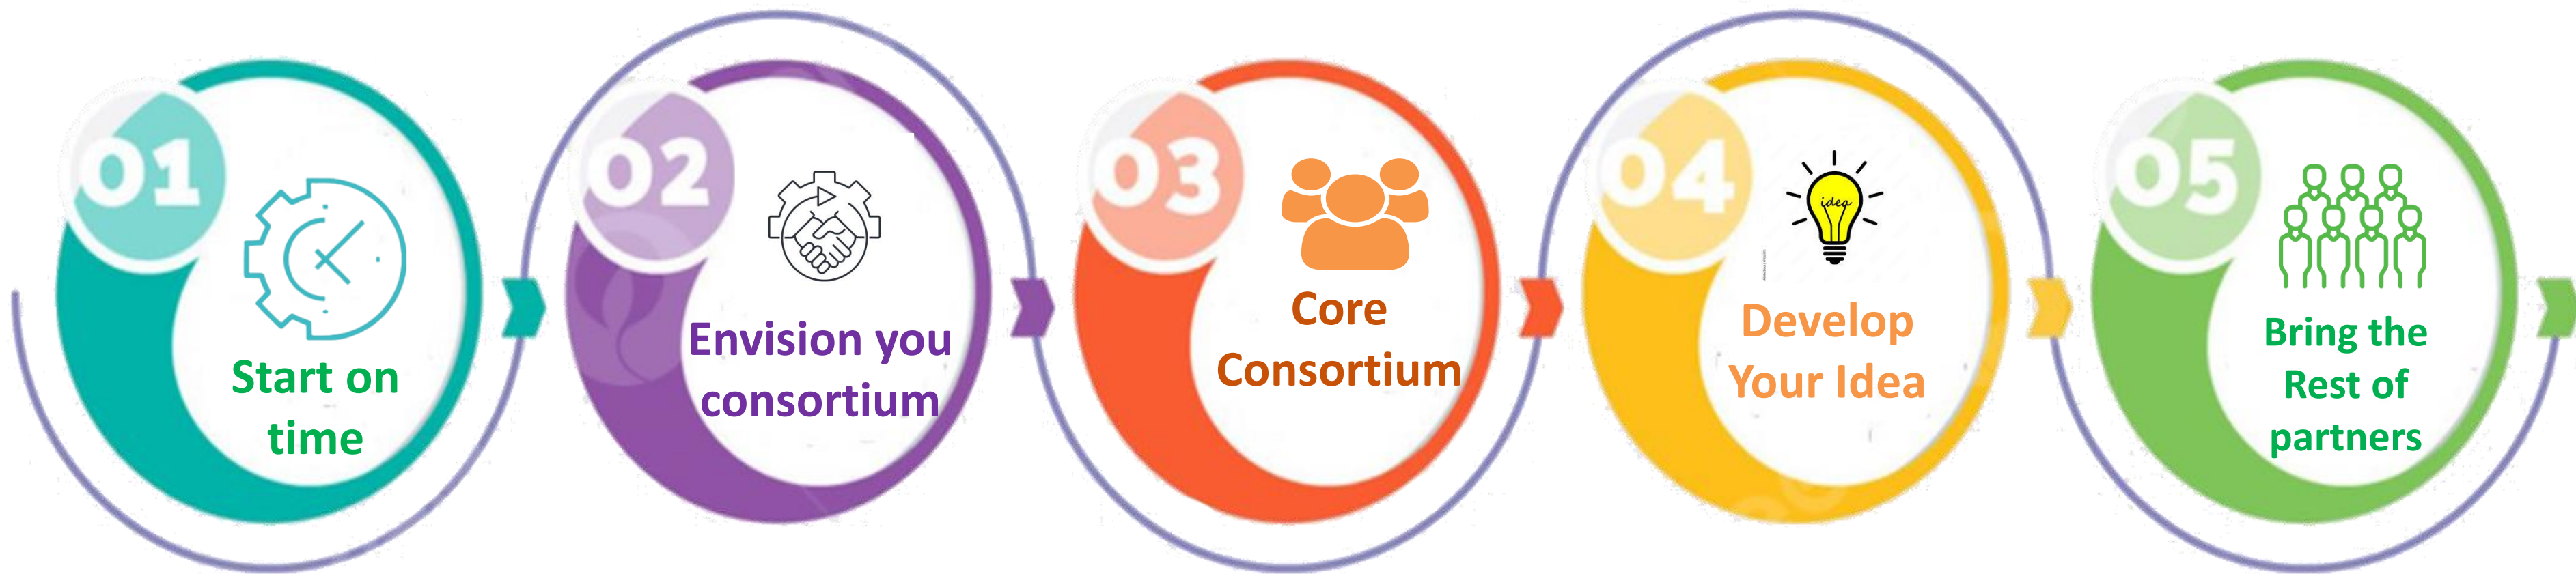 01
Start on
time
02
Envision you
consortium
03
Core
Consortium
04
idea
Develop
Your Idea
05
Bring the
Rest of
partners